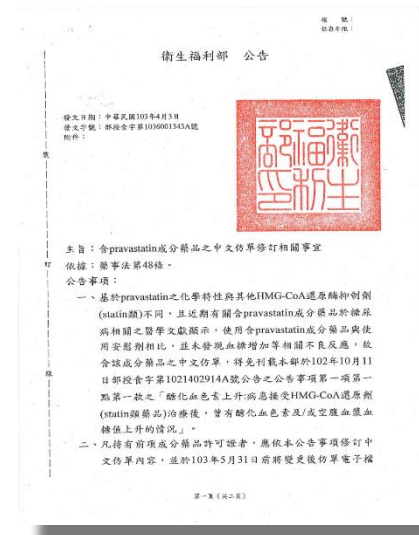 檔　　號：
保存年限：
衛生福利部　公告
發文日期：中華民國103年4月3日
發文字號：部授食字第1036001343A號
附件：
衛生福利部印
裝
主旨：含pravastatin成分藥品之中文仿單修訂相關事宜
依據：藥事法第48條。
訂
公告事項：
一、基於pravastatin之化學特性與其他HMG-CoA還原酶抑制劑
(statin類)不同，且近期有關含pravastatin成分藥品於糖尿
病相關之醫學文獻顯示，使用含pravastatin成分藥品與使
用安慰劑相比，並未發現血糖增加等相關不良反應，故
含該成分藥品之中文仿單，得免刊載本部於102年10月11
線
日部授食字第1021402914A號公告之公告事項第一項第一
點第一款之「醣化血色素上升:病患接受HMG-CoA還原劑
(statin類藥品)治療後，曾有醣化血色素及/或空腹血漿血
糖值上升的情況」。
二、凡持有前項成分藥品許可證者，應依本公告事項修訂中
文仿單內容，並於103年5月31日前將變更後仿單電子檔
第一頁（共二頁）